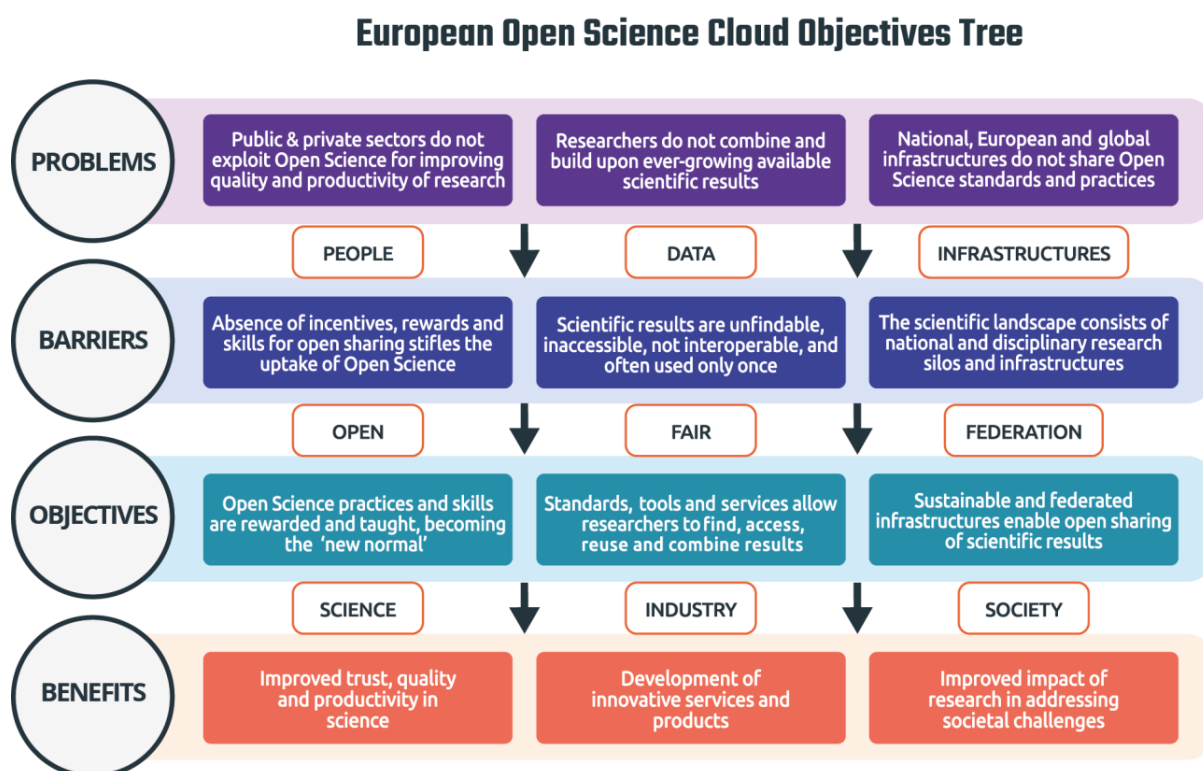 European Open Science Cloud Objectives Tree
PROBLEMS
Public & private sectors do not
exploit Open Science for improving
quality and productivity of research
Researchers do not combine and
build upon ever-growing available
scientific results
National, European and global
infrastructures do not share Open
Science standards and practices
PEOPLE
DATA
INFRASTRUCTURES
BARRIERS
Absence of incentives, rewards and
skills for open sharing stifles the
uptake of Open Science
Scientific results are unfindable,
inaccessible, not interoperable, and
often used only once
The scientific landscape consists of
national and disciplinary research
silos and infrastructures
OPEN
FAIR
FEDERATION
OBJECTIVES
Open Science practices and skills
are rewarded and taught, becoming
the ‘new normal’
Standards, tools and services allow
researchers to find, access,
reuse and combine results
Sustainable and federated
infrastructures enable open sharing
of scientific results
SCIENCE
INDUSTRY
SOCIETY
BENEFITS
Improved trust, quality
and productivity in
science
Development of
innovative services and
products
Improved impact of
research in addressing
societal challenges